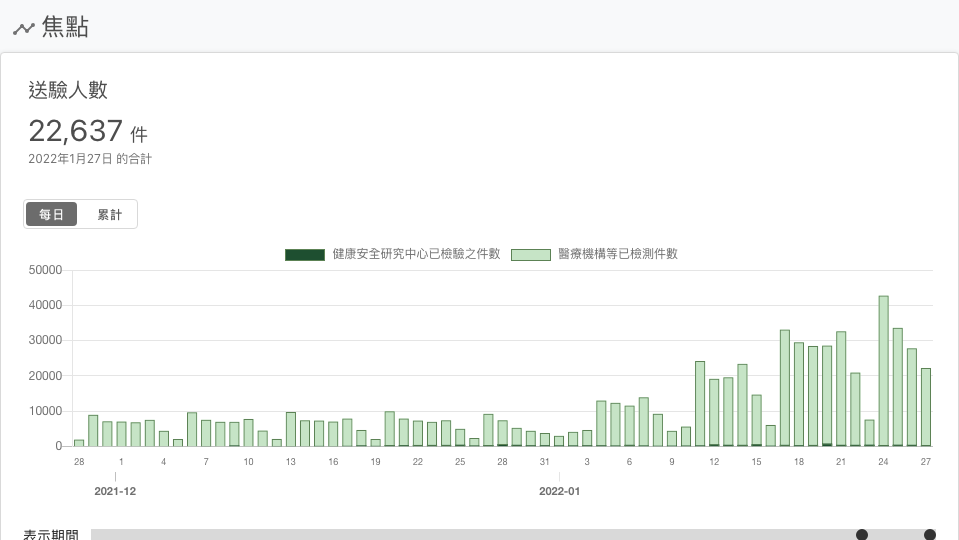 焦點
送驗人數
22,637 件
2022年1月27日 的合計
每日 累計
健康安全研究中心已檢驗之件數 醫療機構等已檢測件數
50000
40000
30000
20000
10000
0
28 1 4 7 10 13 16 19 22 25 28 31 3 6 9 12 15 18 21 24 27
2021-12 2022-01
表示期間